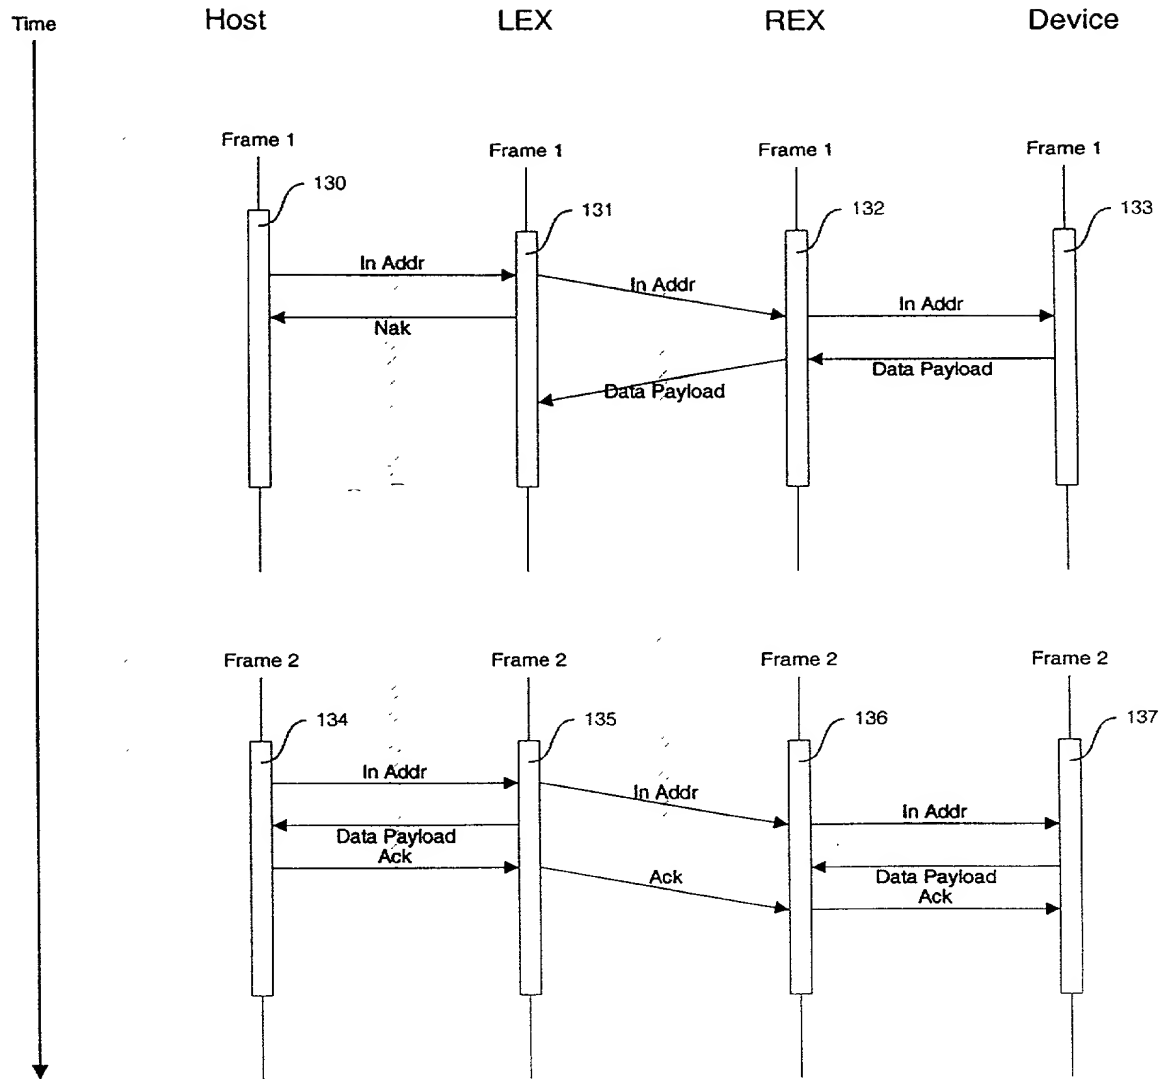 Time Host LEX REX Device
Frame 1 Frame 1 Frame 1 Frame 1
130 131 132 133
In Addr In Addr In Addr
Nak Data Payload Data Payload
Frame 2 Frame 2 Frame 2 Frame 2
134 135 136 137
In Addr In Addr In Addr
Data Payload Data Payload
Ack Ack Ack